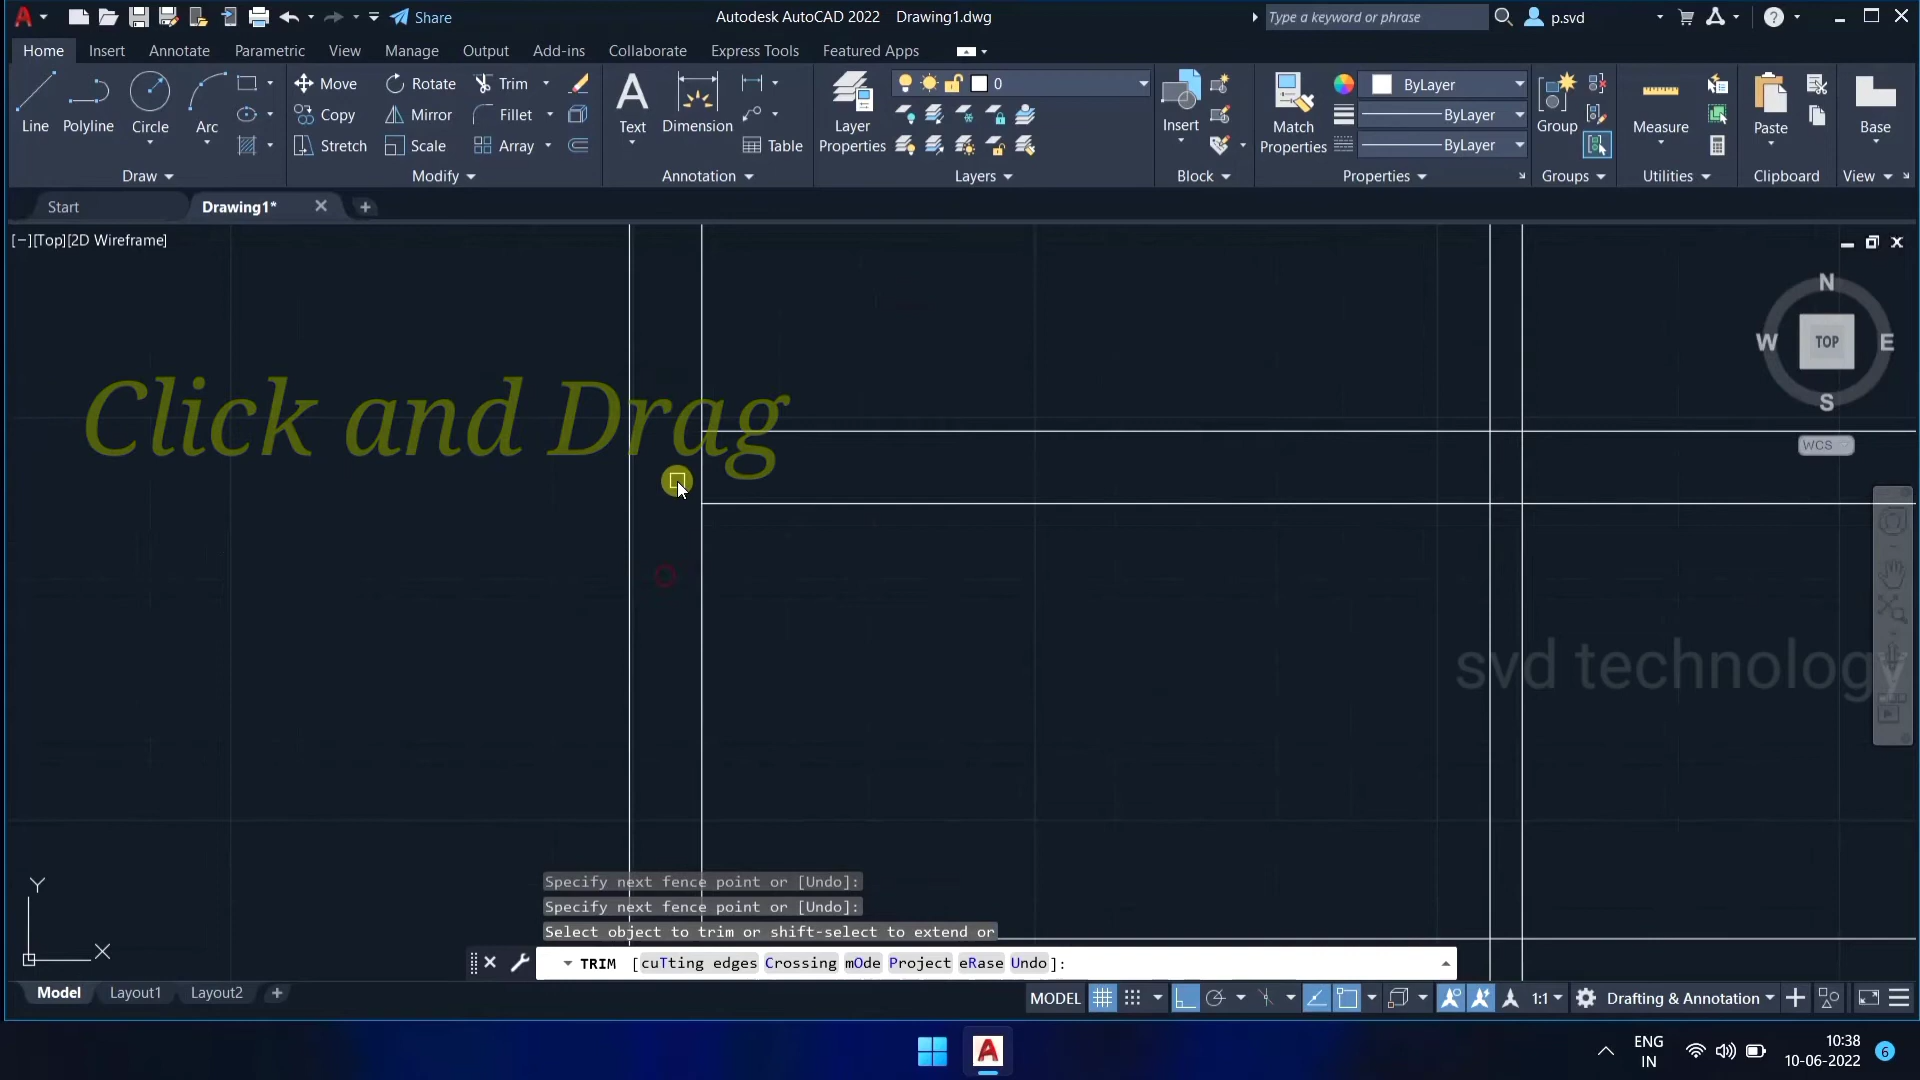 Share
Autodesk AutoCAD 2022 Drawing1.dwg
Type a keyword or phrase
p.svd
Home Insert Annotate Parametric View Manage Output Add-ins Collaborate Express Tools Featured Apps
Line Polyline Circle Arc
Move Rotate Trim
Copy Mirror Fillet
Stretch Scale Array
Text Dimension
Table
Layer Properties
0
Insert
Match Properties
ByLayer
ByLayer
ByLayer
Group
Measure
Paste
Base
Draw Modify Annotation Layers Block Properties Groups Utilities Clipboard View
Start Drawing1*
[−][Top][2D Wireframe]
N
W TOP E
S
WCS
Click and Drag
svd technology
Y
X
Specify next fence point or [Undo]:
Specify next fence point or [Undo]:
Select object to trim or shift-select to extend or
TRIM [cuTting edges Crossing mOde Project eRase Undo]:
Model Layout1 Layout2
MODEL 1:1 Drafting & Annotation
ENG
IN
10:38
10-06-2022
6